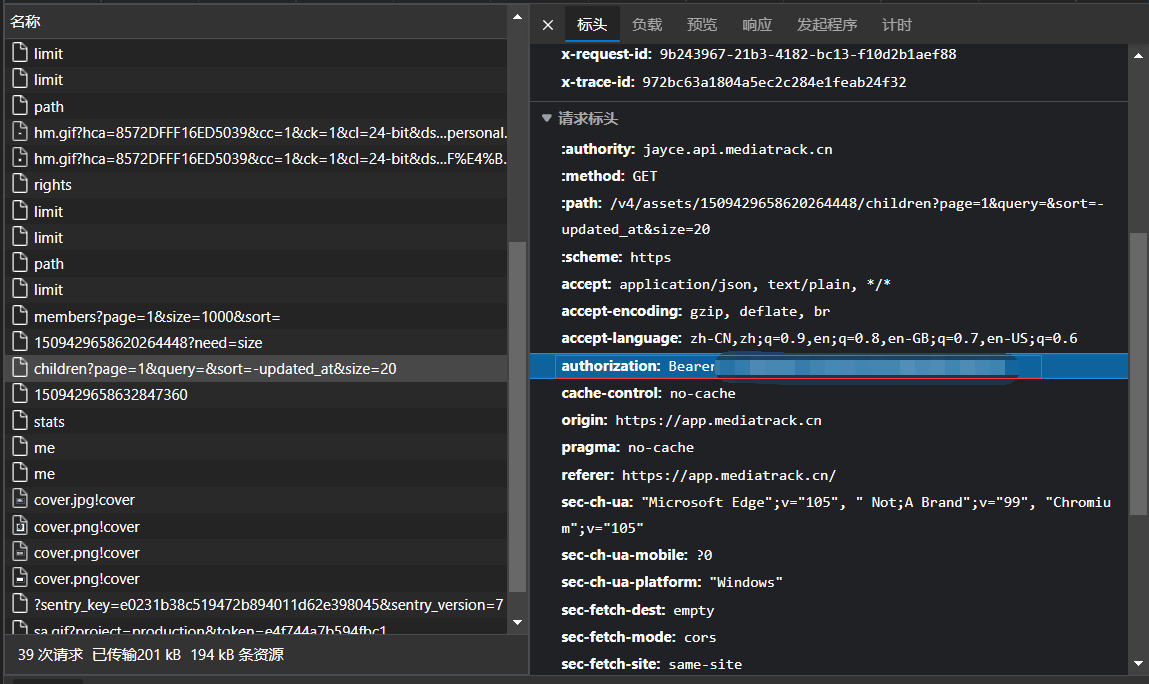 名称
limit
limit
path
hm.gif?hca=8572DFFF16ED5039&cc=1&ck=1&cl=24-bit&ds...personal.
hm.gif?hca=8572DFFF16ED5039&cc=1&ck=1&cl=24-bit&ds...F%E4%B.
rights
limit
limit
path
limit
members?page=1&size=1000&sort=
1509429658620264448?need=size
children?page=1&query=&sort=-updated_at&size=20
1509429658632847360
stats
me
me
cover.jpg!cover
cover.png!cover
cover.png!cover
cover.png!cover
?sentry_key=e0231b38c519472b894011d62e398045&sentry_version=7
sa.gif?project=production&token=e4f744a7b594fbc1
39 次请求 已传输201 kB 194 kB 条资源
标头 负载 预览 响应 发起程序 计时
x-request-id: 9b243967-21b3-4182-bc13-f10d2b1aef88
x-trace-id: 972bc63a1804a5ec2c284e1feab24f32
请求标头
:authority: jayce.api.mediatrack.cn
:method: GET
:path: /v4/assets/1509429658620264448/children?page=1&query=&sort=-
updated_at&size=20
:scheme: https
accept: application/json, text/plain, */*
accept-encoding: gzip, deflate, br
accept-language: zh-CN,zh;q=0.9,en;q=0.8,en-GB;q=0.7,en-US;q=0.6
authorization: Bearer
cache-control: no-cache
origin: https://app.mediatrack.cn
pragma: no-cache
referer: https://app.mediatrack.cn/
sec-ch-ua: "Microsoft Edge";v="105", " Not;A Brand";v="99", "Chromiu
m";v="105"
sec-ch-ua-mobile: ?0
sec-ch-ua-platform: "Windows"
sec-fetch-dest: empty
sec-fetch-mode: cors
sec-fetch-site: same-site